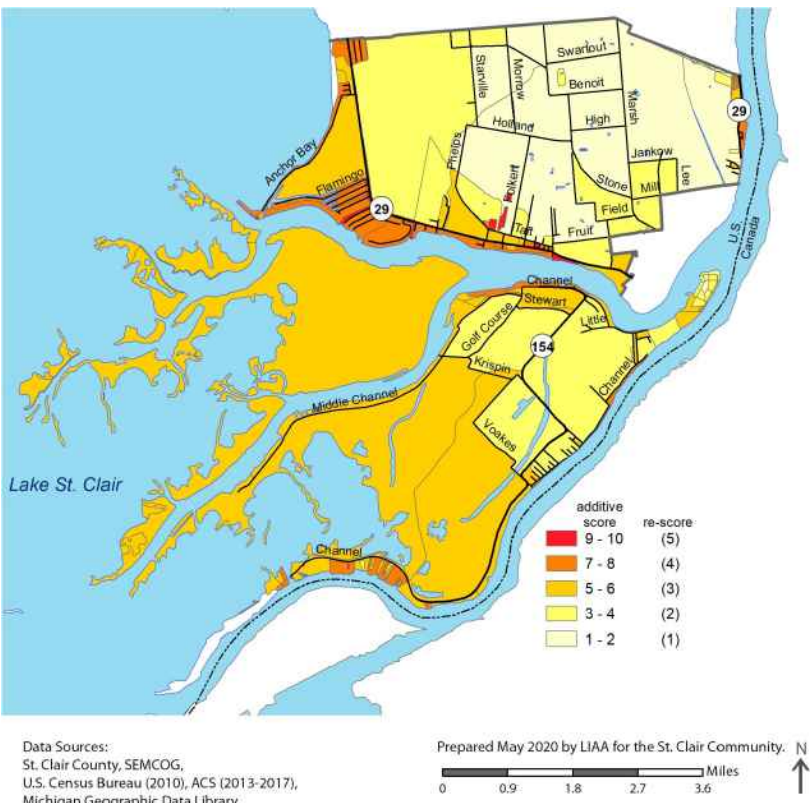 Swartout
Starville
Morrow
Benoit
Marsh
29
Holland
High
Phelps
Jankow
Anchor Bay
Flamingo
Folkert
Stone
Mill
Lee
29
Field
Taft
Fruit
U.S.
Canada
Channel
Stewart
Golf Course
Little
154
Krispin
Channel
Middle Channel
Voakes
Lake St. Clair
Channel
additive score re-score
9 - 10 (5)
7 - 8 (4)
5 - 6 (3)
3 - 4 (2)
1 - 2 (1)
Data Sources:
St. Clair County, SEMCOG,
U.S. Census Bureau (2010), ACS (2013-2017),
Michigan Geographic Data Library
Prepared May 2020 by LIAA for the St. Clair Community.
N
Miles
0 0.9 1.8 2.7 3.6